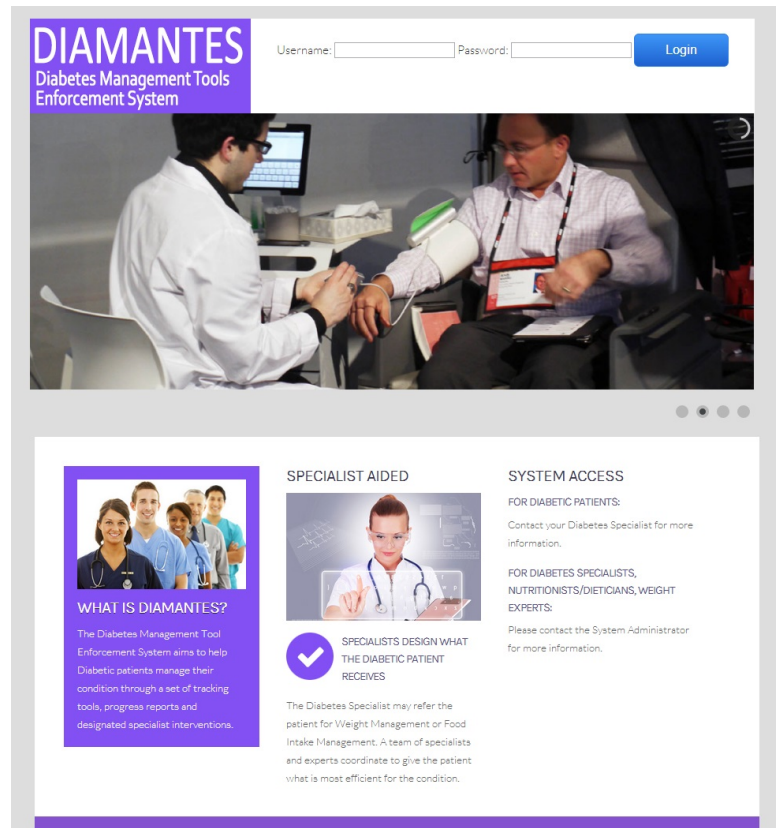 DIAMANTES
Diabetes Management Tools
Enforcement System
Username: Password: Login
WHAT IS DIAMANTES?
The Diabetes Management Tool
Enforcement System aims to help
Diabetic patients manage their
condition through a set of tracking
tools, progress reports and
designated specialist interventions.
SPECIALIST AIDED
SPECIALISTS DESIGN WHAT
THE DIABETIC PATIENT
RECEIVES
The Diabetes Specialist may refer the
patient for Weight Management or Food
Intake Management. A team of specialists
and experts coordinate to give the patient
what is most efficient for the condition.
SYSTEM ACCESS
FOR DIABETIC PATIENTS:
Contact your Diabetes Specialist for more
information.
FOR DIABETES SPECIALISTS,
NUTRITIONISTS/DIETICIANS, WEIGHT
EXPERTS:
Please contact the System Administrator
for more information.